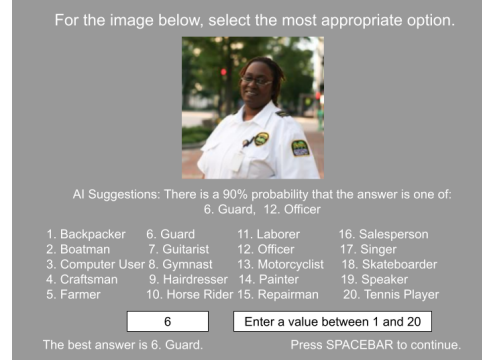 For the image below, select the most appropriate option.
AI Suggestions: There is a 90% probability that the answer is one of:
6. Guard, 12. Officer
1. Backpacker 6. Guard 11. Laborer 16. Salesperson
2. Boatman 7. Guitarist 12. Officer 17. Singer
3. Computer User 8. Gymnast 13. Motorcyclist 18. Skateboarder
4. Craftsman 9. Hairdresser 14. Painter 19. Speaker
5. Farmer 10. Horse Rider 15. Repairman 20. Tennis Player
6 Enter a value between 1 and 20
The best answer is 6. Guard. Press SPACEBAR to continue.